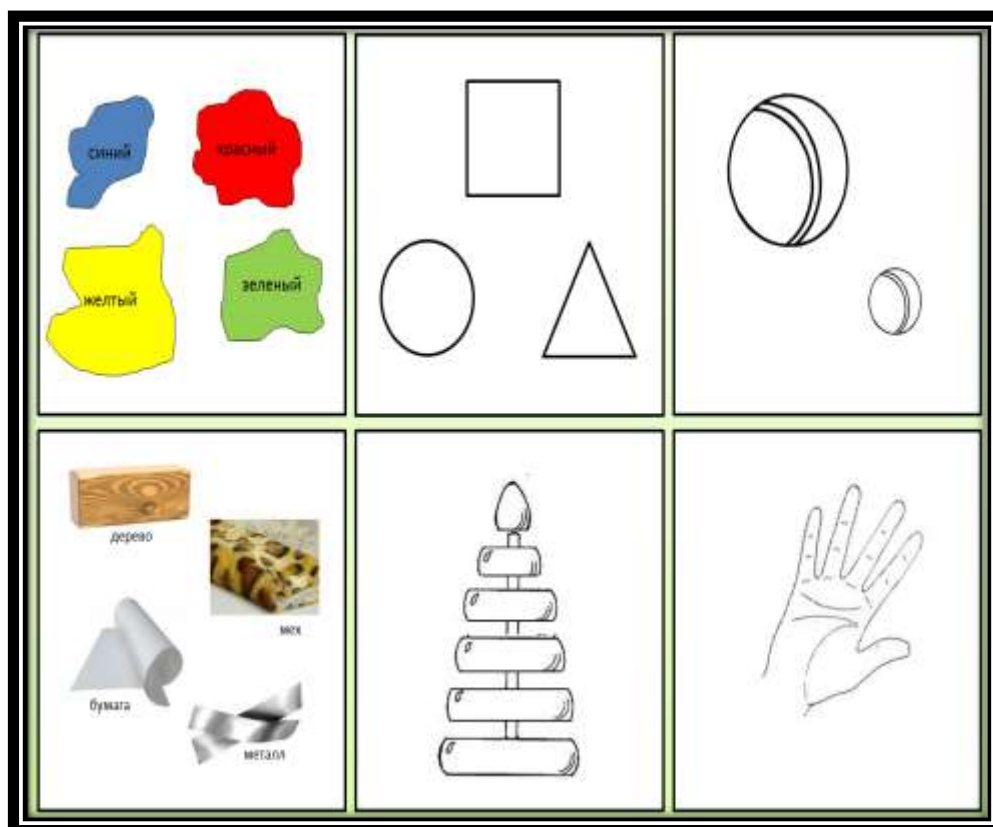 синий
красный
желтый
зеленый
дерево
мех
бумага
металл